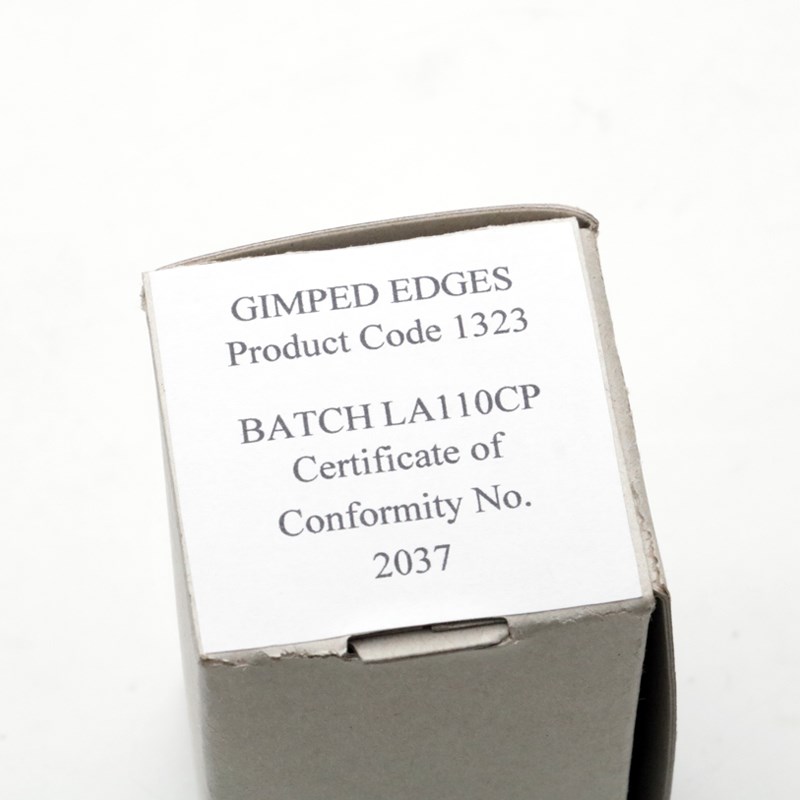 GIMPED EDGES
Product Code 1323
BATCH LA110CP
Certificate of
Conformity No.
2037